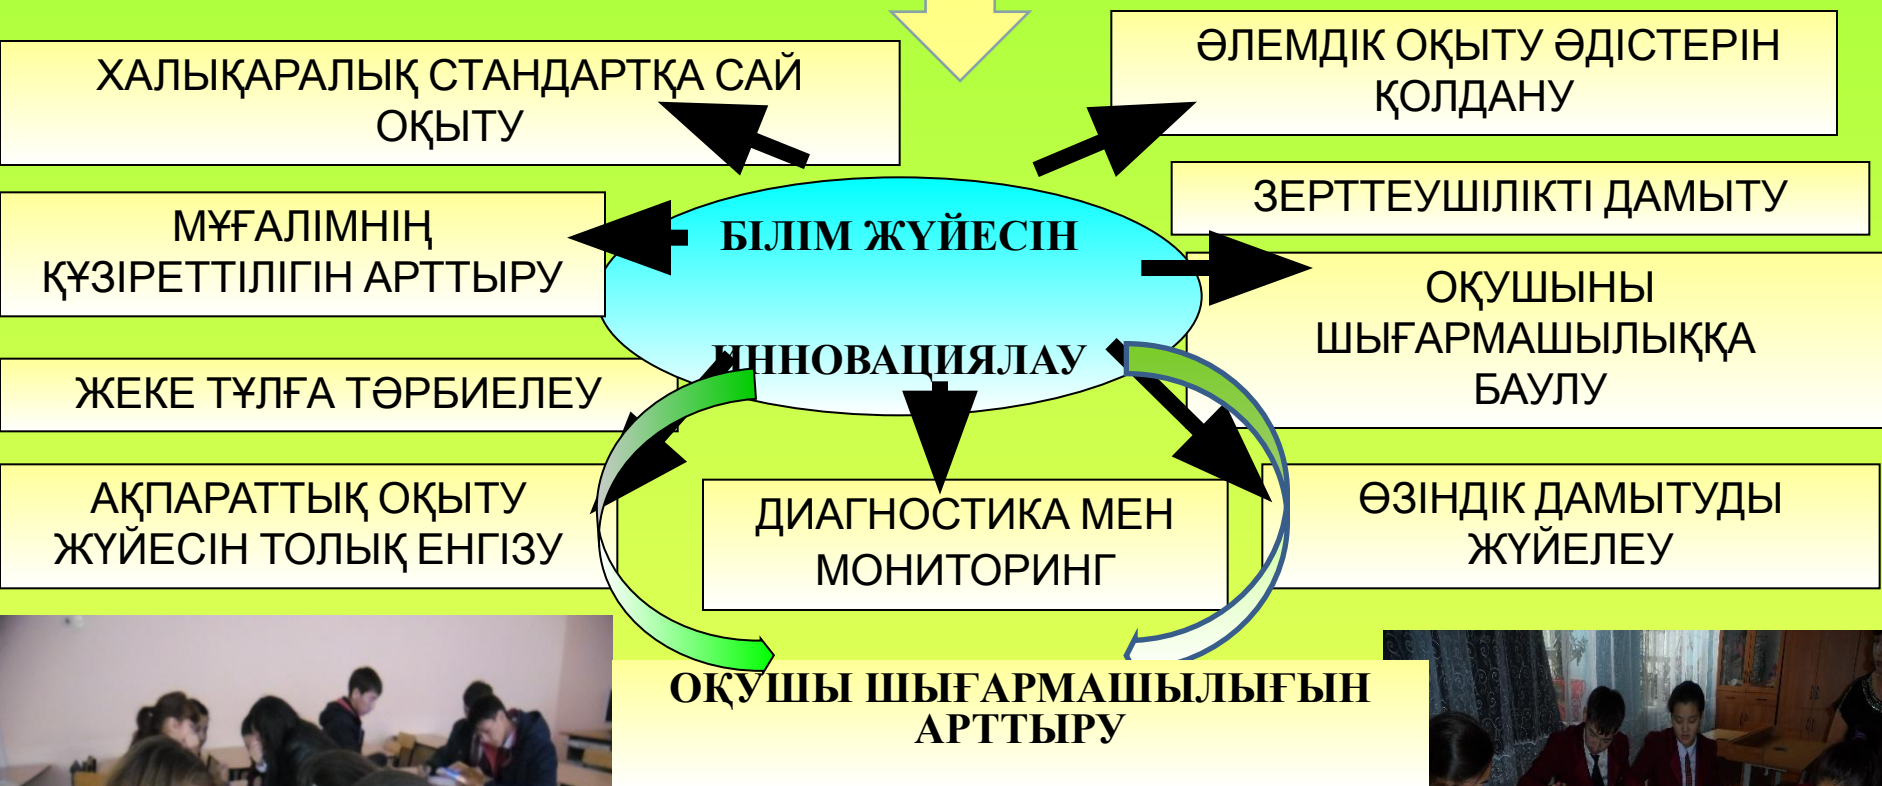 ХАЛЫҚАРАЛЫҚ СТАНДАРТҚА САЙ
ОҚЫТУ
ӘЛЕМДІК ОҚЫТУ ӘДІСТЕРІН
ҚОЛДАНУ
МҰҒАЛІМНІҢ
ҚҰЗІРЕТТІЛІГІН АРТТЫРУ
БІЛІМ ЖҮЙЕСІН
ИННОВАЦИЯЛАУ
ЗЕРТТЕУШІЛІКТІ ДАМЫТУ
ОҚУШЫНЫ
ШЫҒАРМАШЫЛЫҚҚА
БАУЛУ
ЖЕКЕ ТҰЛҒА ТӘРБИЕЛЕУ
АҚПАРАТТЫҚ ОҚЫТУ
ЖҮЙЕСІН ТОЛЫҚ ЕНГІЗУ
ДИАГНОСТИКА МЕН
МОНИТОРИНГ
ӨЗІНДІК ДАМЫТУДЫ
ЖҮЙЕЛЕУ
ОҚУШЫ ШЫҒАРМАШЫЛЫҒЫН
АРТТЫРУ